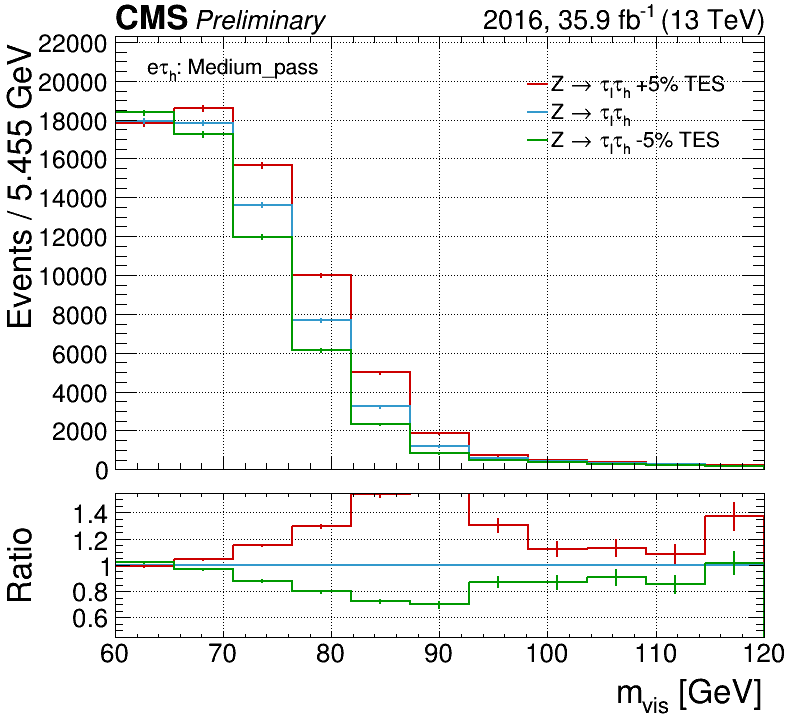 CMS Preliminary 2016, 35.9 fb⁻¹ (13 TeV)
eτₕ: Medium_pass
Z → τₗτₕ +5% TES
Z → τₗτₕ
Z → τₗτₕ -5% TES
Events / 5.455 GeV
22000
20000
18000
16000
14000
12000
10000
8000
6000
4000
2000
0
Ratio
1.4
1.2
1
0.8
0.6
60 70 80 90 100 110 120
m_vis [GeV]